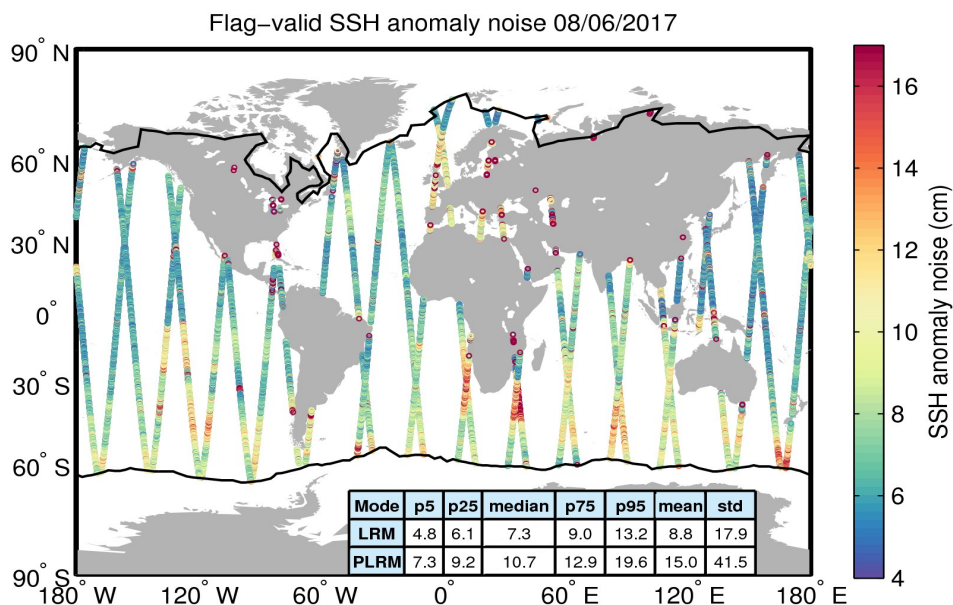 Flag−valid SSH anomaly noise 08/06/2017
90° N
60° N
30° N
0°
30° S
60° S
90° S
180° W 120° W 60° W 0° 60° E 120° E 180° E
Mode p5 p25 median p75 p95 mean std
LRM 4.8 6.1 7.3 9.0 13.2 8.8 17.9
PLRM 7.3 9.2 10.7 12.9 19.6 15.0 41.5
16
14
12
10
8
6
4
SSH anomaly noise (cm)